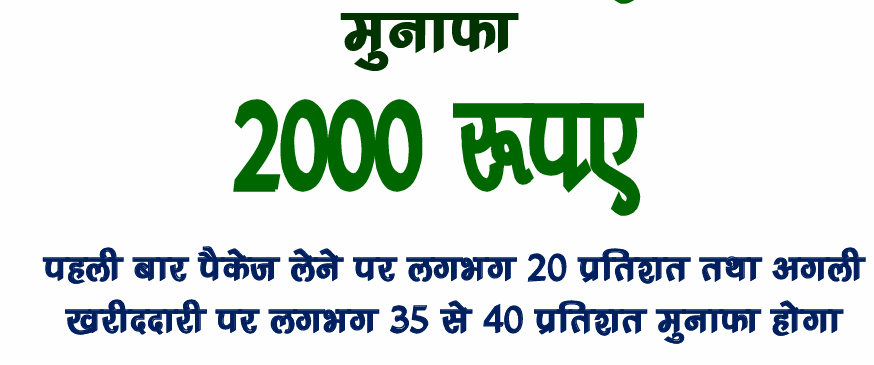 मुनाफा
2000 रूपए
पहली बार पैकेज लेने पर लगभग 20 प्रतिशत तथा अगली
खरीददारी पर लगभग 35 से 40 प्रतिशत मुनाफा होगा